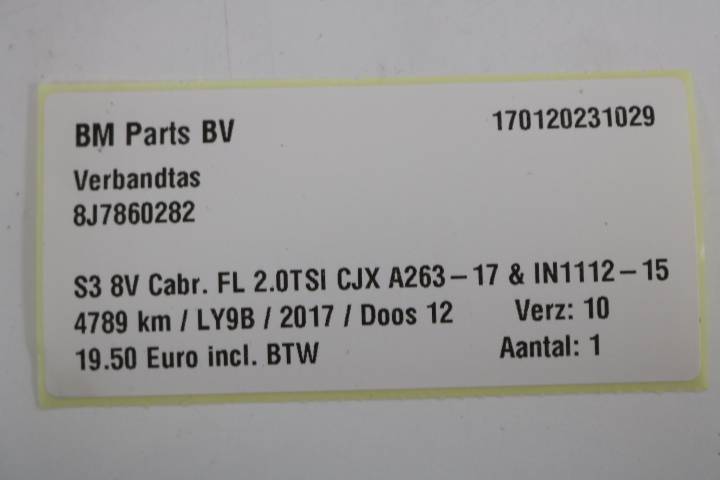 BM Parts BV 170120231029
Verbandtas
8J7860282
S3 8V Cabr. FL 2.0TSI CJX A263-17 & IN1112-15
4789 km / LY9B / 2017 / Doos 12 Verz: 10
19.50 Euro incl. BTW Aantal: 1